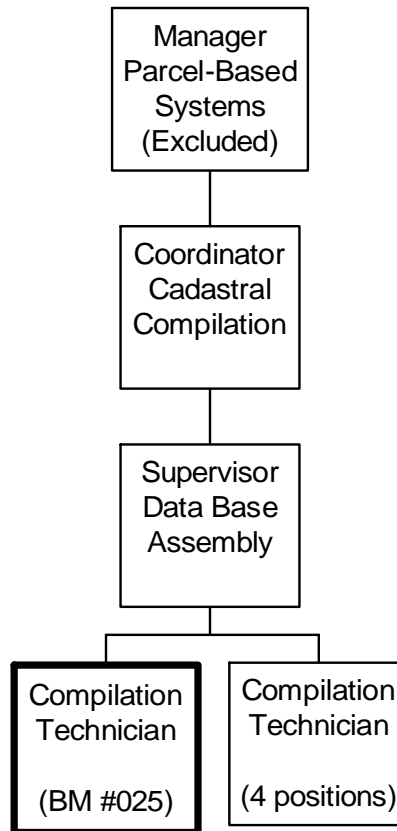 Manager
Parcel-Based
Systems
(Excluded)
Coordinator
Cadastral
Compilation
Supervisor
Data Base
Assembly
Compilation
Technician
(BM #025)
Compilation
Technician
(4 positions)